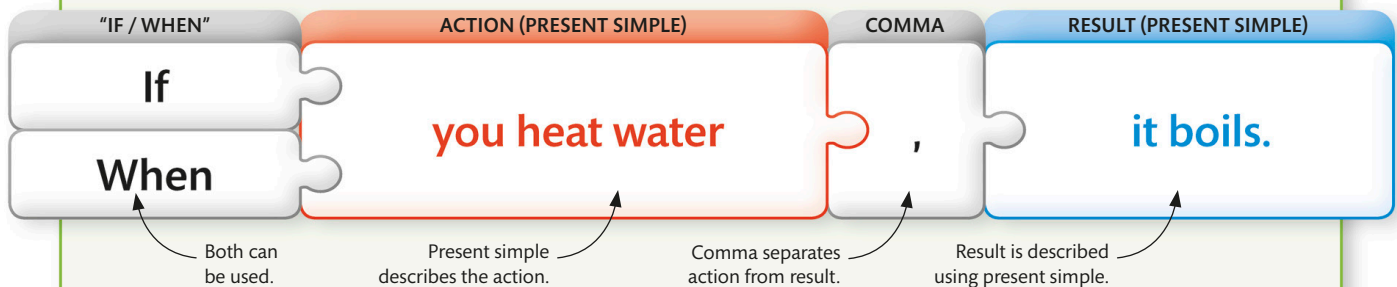 "IF / WHEN" ACTION (PRESENT SIMPLE) COMMA RESULT (PRESENT SIMPLE)
If
When
you heat water
,
it boils.
Both can
be used.
Present simple
describes the action.
Comma separates
action from result.
Result is described
using present simple.